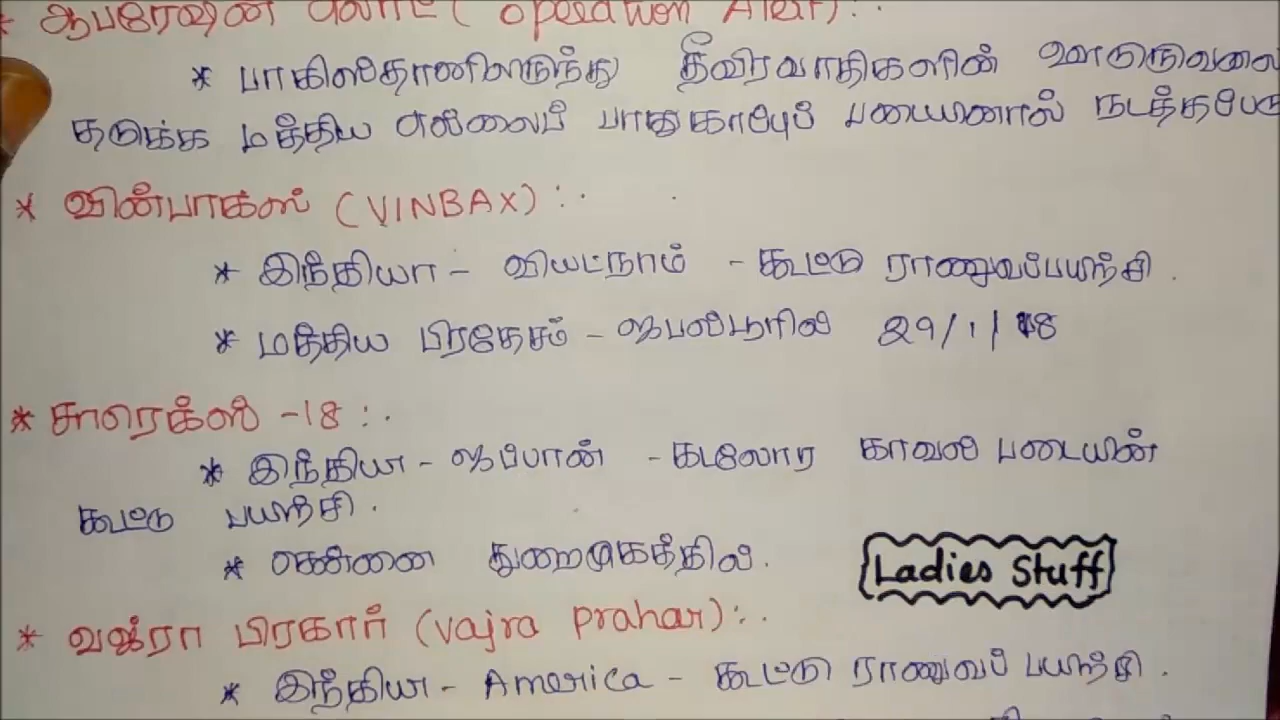 * ஆபரேஷன் அலர்ட் ( Operation Alert) :.
* பாகிஸ்தானிலிருந்து தீவிரவாதிகளின் ஊடுருவலை
தடுக்க மத்திய எல்லைப் பாதுகாப்புப் படையினால் நடத்தபெ
* வின்பாக்ஸ் (VINBAX) :.
* இந்தியா - வியட்நாம் - கூட்டு ராணுவப்பயிற்சி .
* மத்திய பிரதேசம் - ஜபல்பூரில் 29/1/18
* சாரெக்ஸ் -18 :.
* இந்திய - ஜப்பான் - கடலோர காவல் படையின்
கூட்டு பயிற்சி .
* சென்னை துறைமுகத்தில் .
Ladies Stuff
* வஜ்ரா பிரகார் (Vajra Prahar) :.
* இந்திய - America - கூட்டு ராணுவப் பயிற்சி .